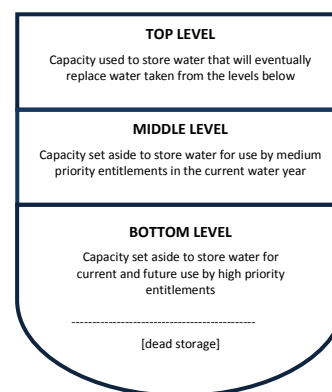 TOP LEVEL
Capacity used to store water that will eventually
replace water taken from the levels below
MIDDLE LEVEL
Capacity set aside to store water for use by medium
priority entitlements in the current water year
BOTTOM LEVEL
Capacity set aside to store water for
current and future use by high priority
entitlements
--------------------------------------------
[dead storage]